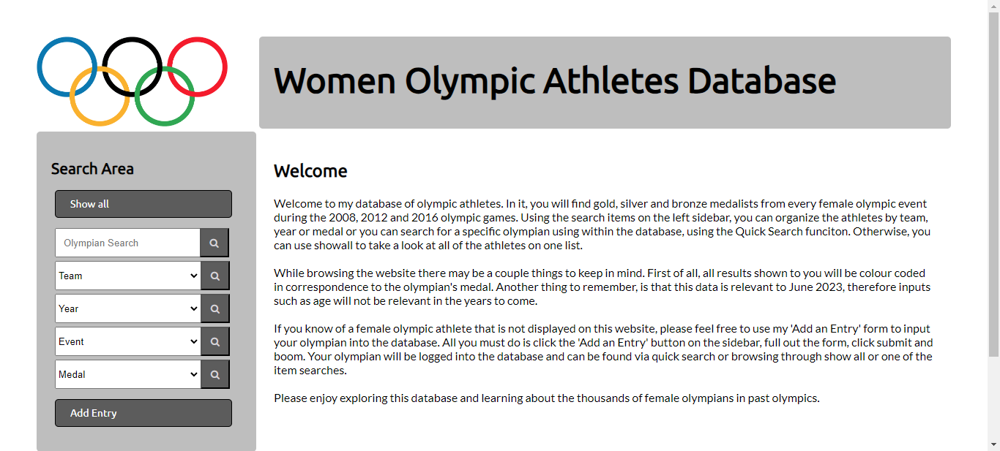 Women Olympic Athletes Database
Search Area
Show all
Olympian Search
Team
Year
Event
Medal
Add Entry
Welcome
Welcome to my database of olympic athletes. In it, you will find gold, silver and bronze medalists from every female olympic event
during the 2008, 2012 and 2016 olympic games. Using the search items on the left sidebar, you can organize the athletes by team,
year or medal or you can search for a specific olympian using within the database, using the Quick Search funciton. Otherwise, you
can use showall to take a look at all of the athletes on one list.
While browsing the website there may be a couple things to keep in mind. First of all, all results shown to you will be colour coded
in correspondence to the olympian's medal. Another thing to remember, is that this data is relevant to June 2023, therefore inputs
such as age will not be relevant in the years to come.
If you know of a female olympic athlete that is not displayed on this website, please feel free to use my 'Add an Entry' form to input
your olympian into the database. All you must do is click the 'Add an Entry' button on the sidebar, full out the form, click submit and
boom. Your olympian will be logged into the database and can be found via quick search or browsing through show all or one of the
item searches.
Please enjoy exploring this database and learning about the thousands of female olympians in past olympics.